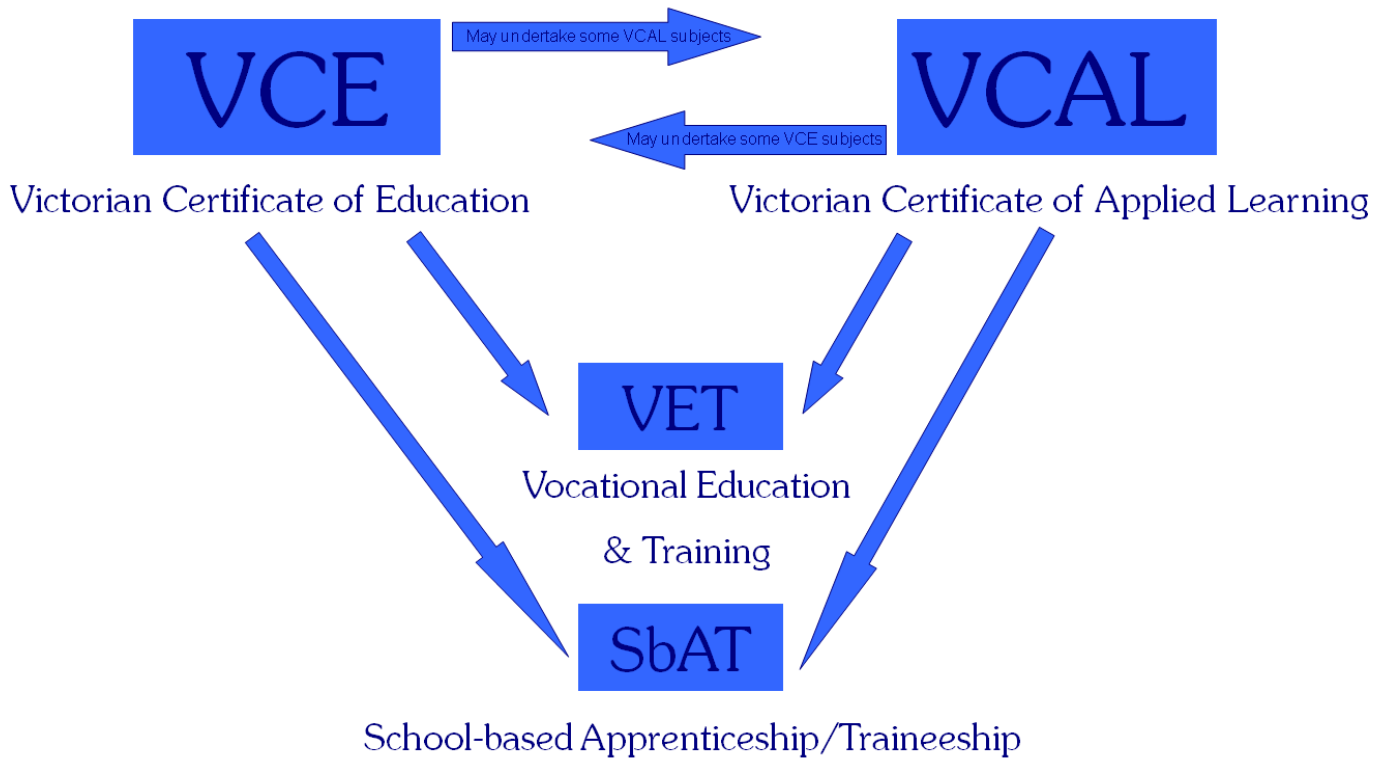 VCE
May undertake some VCAL subjects
VCAL
May undertake some VCE subjects
Victorian Certificate of Education
Victorian Certificate of Applied Learning
VET
Vocational Education
& Training
SbAT
School-based Apprenticeship/Traineeship